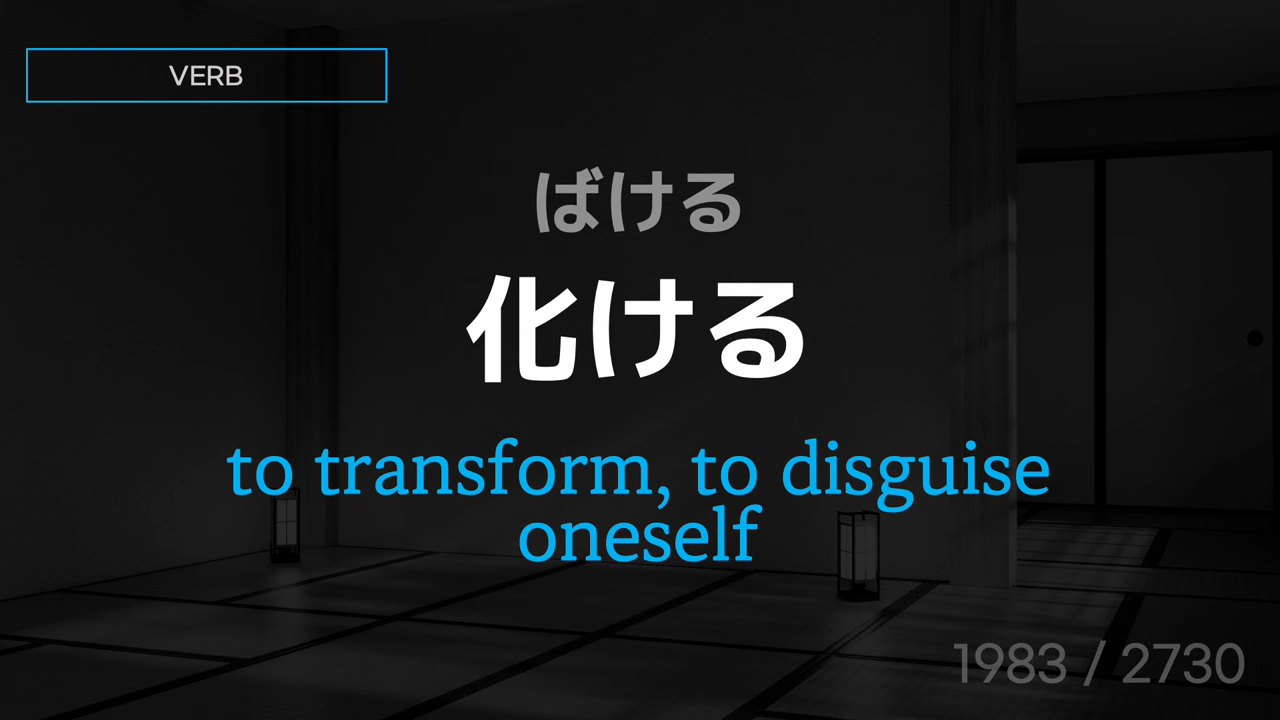 VERB
ばける
化ける
to transform, to disguise
oneself
1983 / 2730